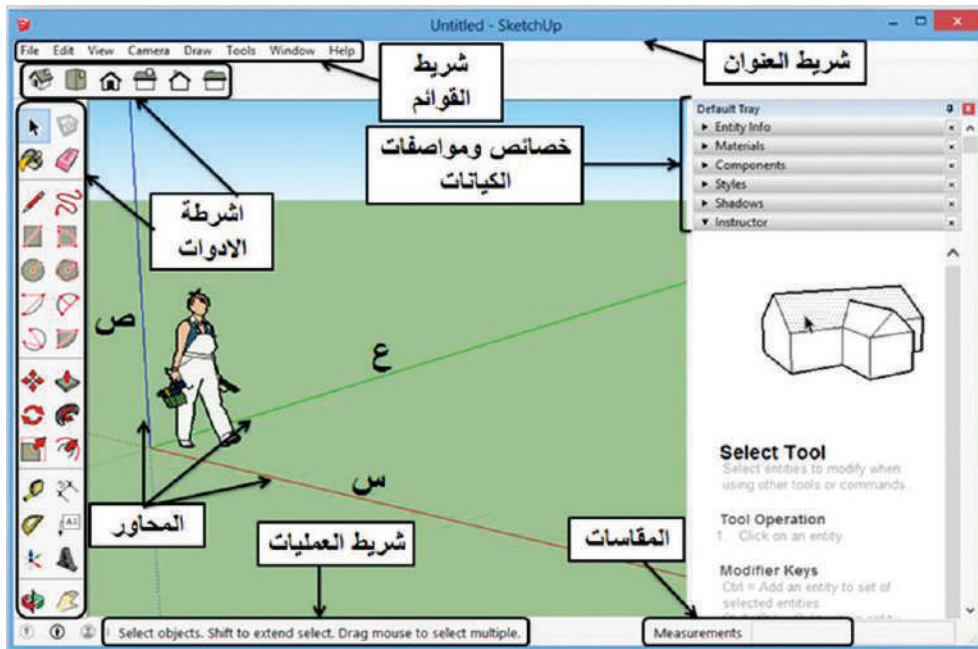 Untitled - SketchUp
File Edit View Camera Draw Tools Window Help
شريط العنوان
شريط
القوائم
Default Tray
Entity Info
Materials
Components
Styles
Shadows
Instructor
خصائص ومواصفات
الكيانات
اشرطة
الادوات
ص
ع
س
المحاور
شريط العمليات
المقاسات
A1
Select Tool
Select entities to modify when
using other tools or commands.
Tool Operation
1. Click on an entity.
Modifier Keys
Ctrl = Add an entity to set of
selected entities
Select objects. Shift to extend select. Drag mouse to select multiple.
Measurements